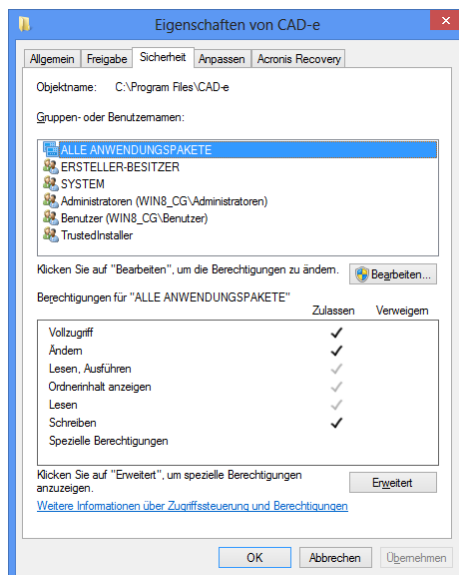 Eigenschaften von CAD-e
Allgemein Freigabe Sicherheit Anpassen Acronis Recovery
Objektname: C:\Program Files\CAD-e
Gruppen- oder Benutzernamen:
ALLE ANWENDUNGSPAKETE
ERSTELLER-BESITZER
SYSTEM
Administratoren (WIN8_CG\Administratoren)
Benutzer (WIN8_CG\Benutzer)
TrustedInstaller
Klicken Sie auf "Bearbeiten", um die Berechtigungen zu ändern. Bearbeiten...
Berechtigungen für "ALLE ANWENDUNGSPAKETE"
Zulassen Verweigern
Vollzugriff
Ändern
Lesen, Ausführen
Ordnerinhalt anzeigen
Lesen
Schreiben
Spezielle Berechtigungen
Klicken Sie auf "Erweitert", um spezielle Berechtigungen
anzuzeigen. Erweitert
Weitere Informationen über Zugriffssteuerung und Berechtigungen
OK Abbrechen Übernehmen